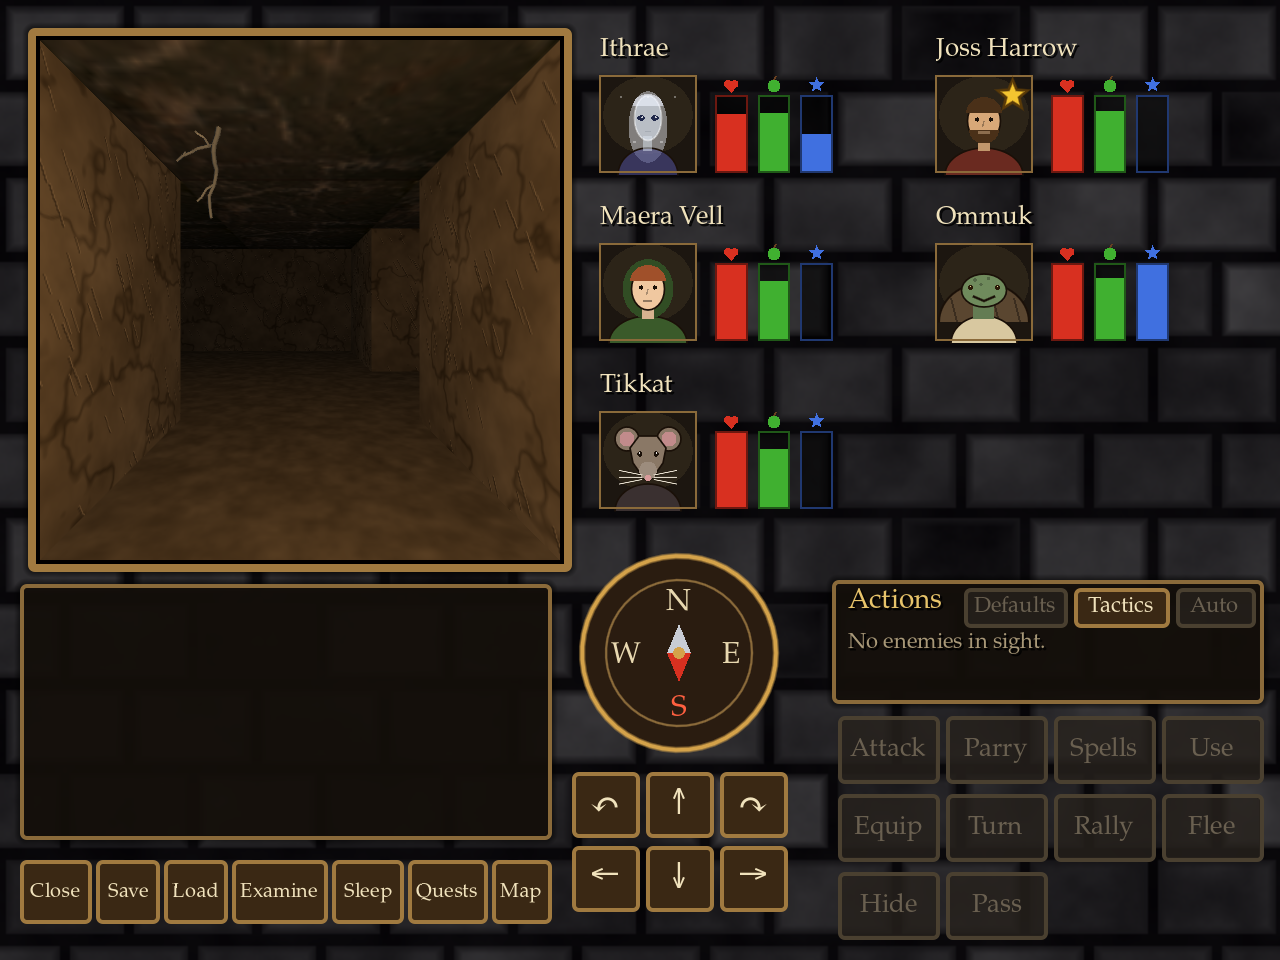 Ithrae
Joss Harrow
Maera Vell
Ommuk
Tikkat
N
W E
S
Actions Defaults Tactics Auto
No enemies in sight.
Attack Parry Spells Use
Equip Turn Rally Flee
Hide Pass
Close Save Load Examine Sleep Quests Map